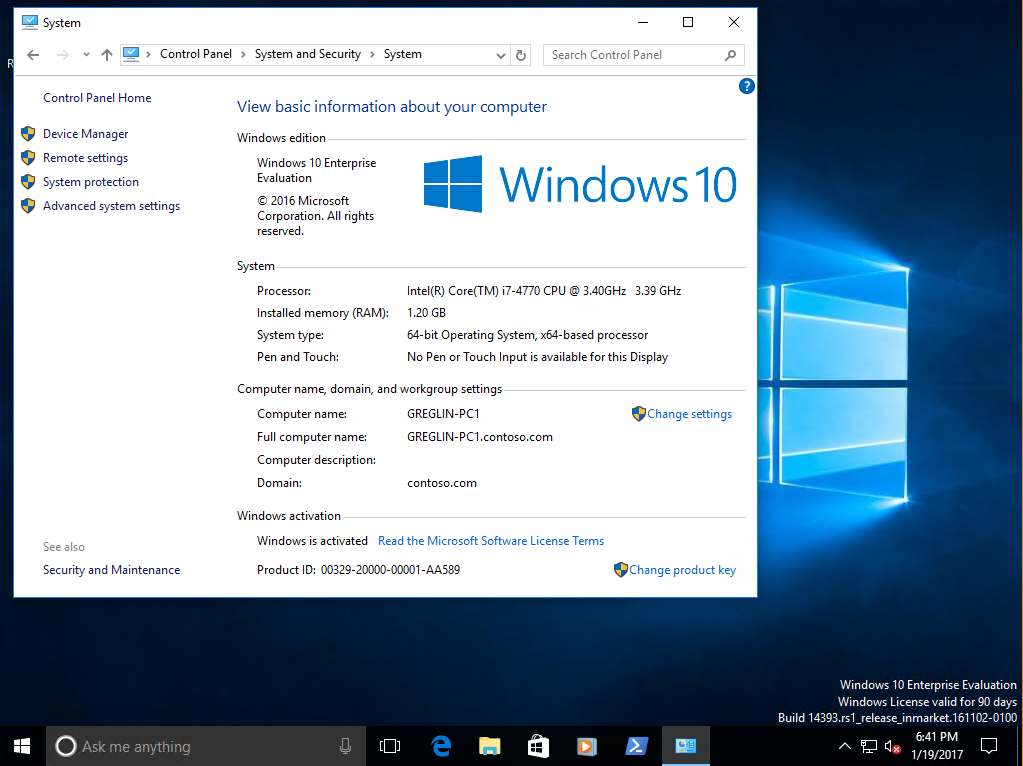 System
Control Panel > System and Security > System
Search Control Panel
R
Control Panel Home
Device Manager
Remote settings
System protection
Advanced system settings
See also
Security and Maintenance
?
View basic information about your computer
Windows edition
Windows 10 Enterprise
Evaluation
© 2016 Microsoft
Corporation. All rights
reserved.
Windows 10
System
Processor: Intel(R) Core(TM) i7-4770 CPU @ 3.40GHz 3.39 GHz
Installed memory (RAM): 1.20 GB
System type: 64-bit Operating System, x64-based processor
Pen and Touch: No Pen or Touch Input is available for this Display
Computer name, domain, and workgroup settings
Computer name: GREGLIN-PC1 Change settings
Full computer name: GREGLIN-PC1.contoso.com
Computer description:
Domain: contoso.com
Windows activation
Windows is activated Read the Microsoft Software License Terms
Product ID: 00329-20000-00001-AA589 Change product key
Windows 10 Enterprise Evaluation
Windows License valid for 90 days
Build 14393.rs1_release_inmarket.161102-0100
Ask me anything
6:41 PM
1/19/2017